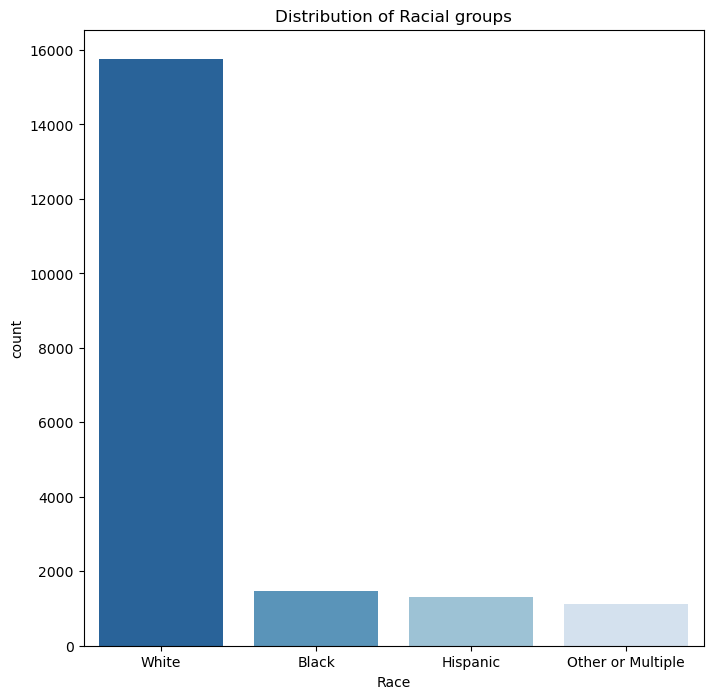 Distribution of Racial groups
16000
14000
12000
10000
8000
6000
4000
2000
0
count
White
Black
Hispanic
Other or Multiple
Race